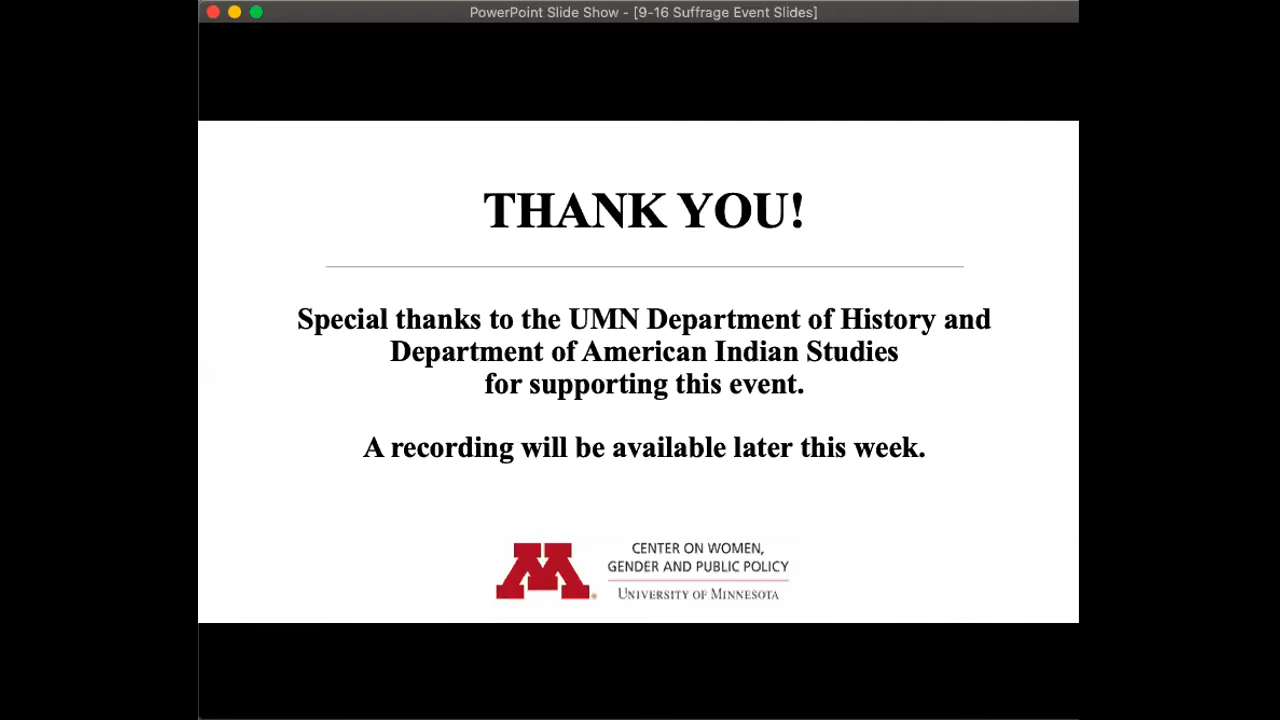 PowerPoint Slide Show - [9-16 Suffrage Event Slides]
THANK YOU!
Special thanks to the UMN Department of History and
Department of American Indian Studies
for supporting this event.
A recording will be available later this week.
M
CENTER ON WOMEN,
GENDER AND PUBLIC POLICY
UNIVERSITY OF MINNESOTA